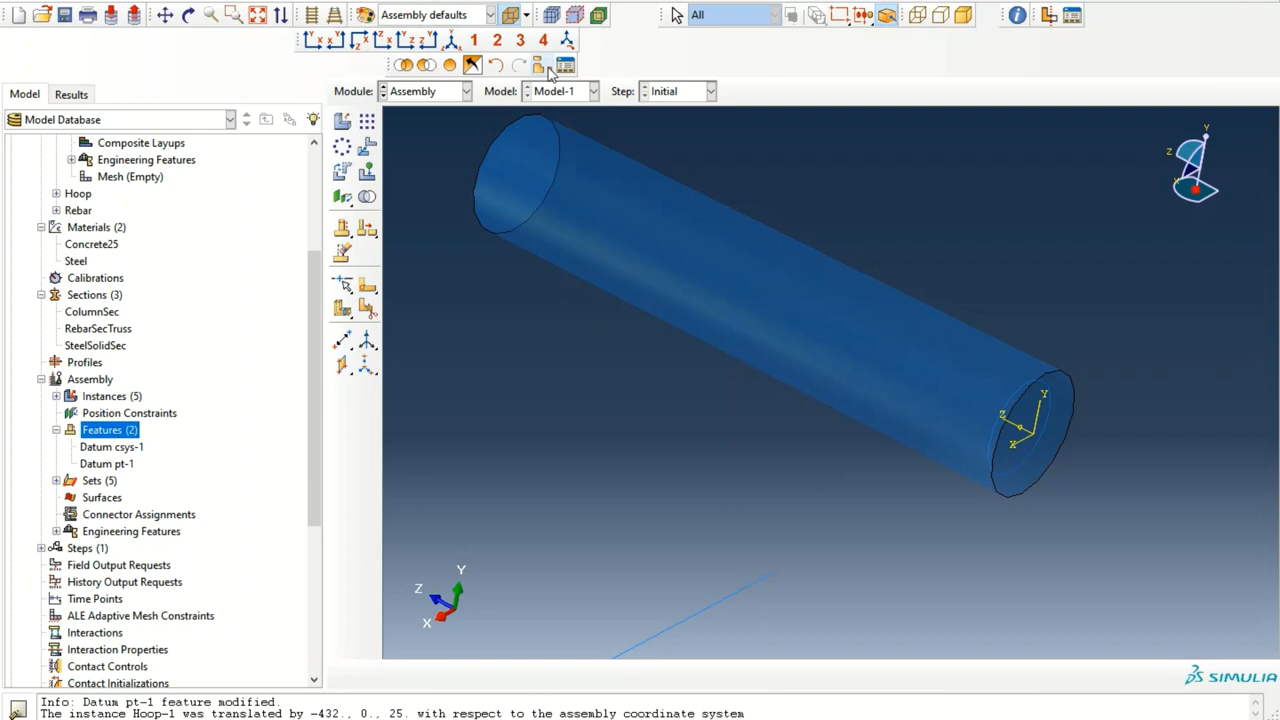 All
Assembly defaults
1 2 3 4
Module: Assembly Model: Model-1 Step: Initial
Model Results
Model Database
Composite Layups
Engineering Features
Mesh (Empty)
Hoop
Rebar
Materials (2)
Concrete25
Steel
Calibrations
Sections (3)
ColumnSec
RebarSecTruss
SteelSolidSec
Profiles
Assembly
Instances (5)
Position Constraints
Features (2)
Datum csys-1
Datum pt-1
Sets (5)
Surfaces
Connector Assignments
Engineering Features
Steps (1)
Field Output Requests
History Output Requests
Time Points
ALE Adaptive Mesh Constraints
Interactions
Interaction Properties
Contact Controls
Contact Initializations
Y
Z
Y
Z
X
Y
Z
X
SIMULIA
Info: Datum pt-1 feature modified.
The instance Hoop-1 was translated by -432., 0., 25. with respect to the assembly coordinate system